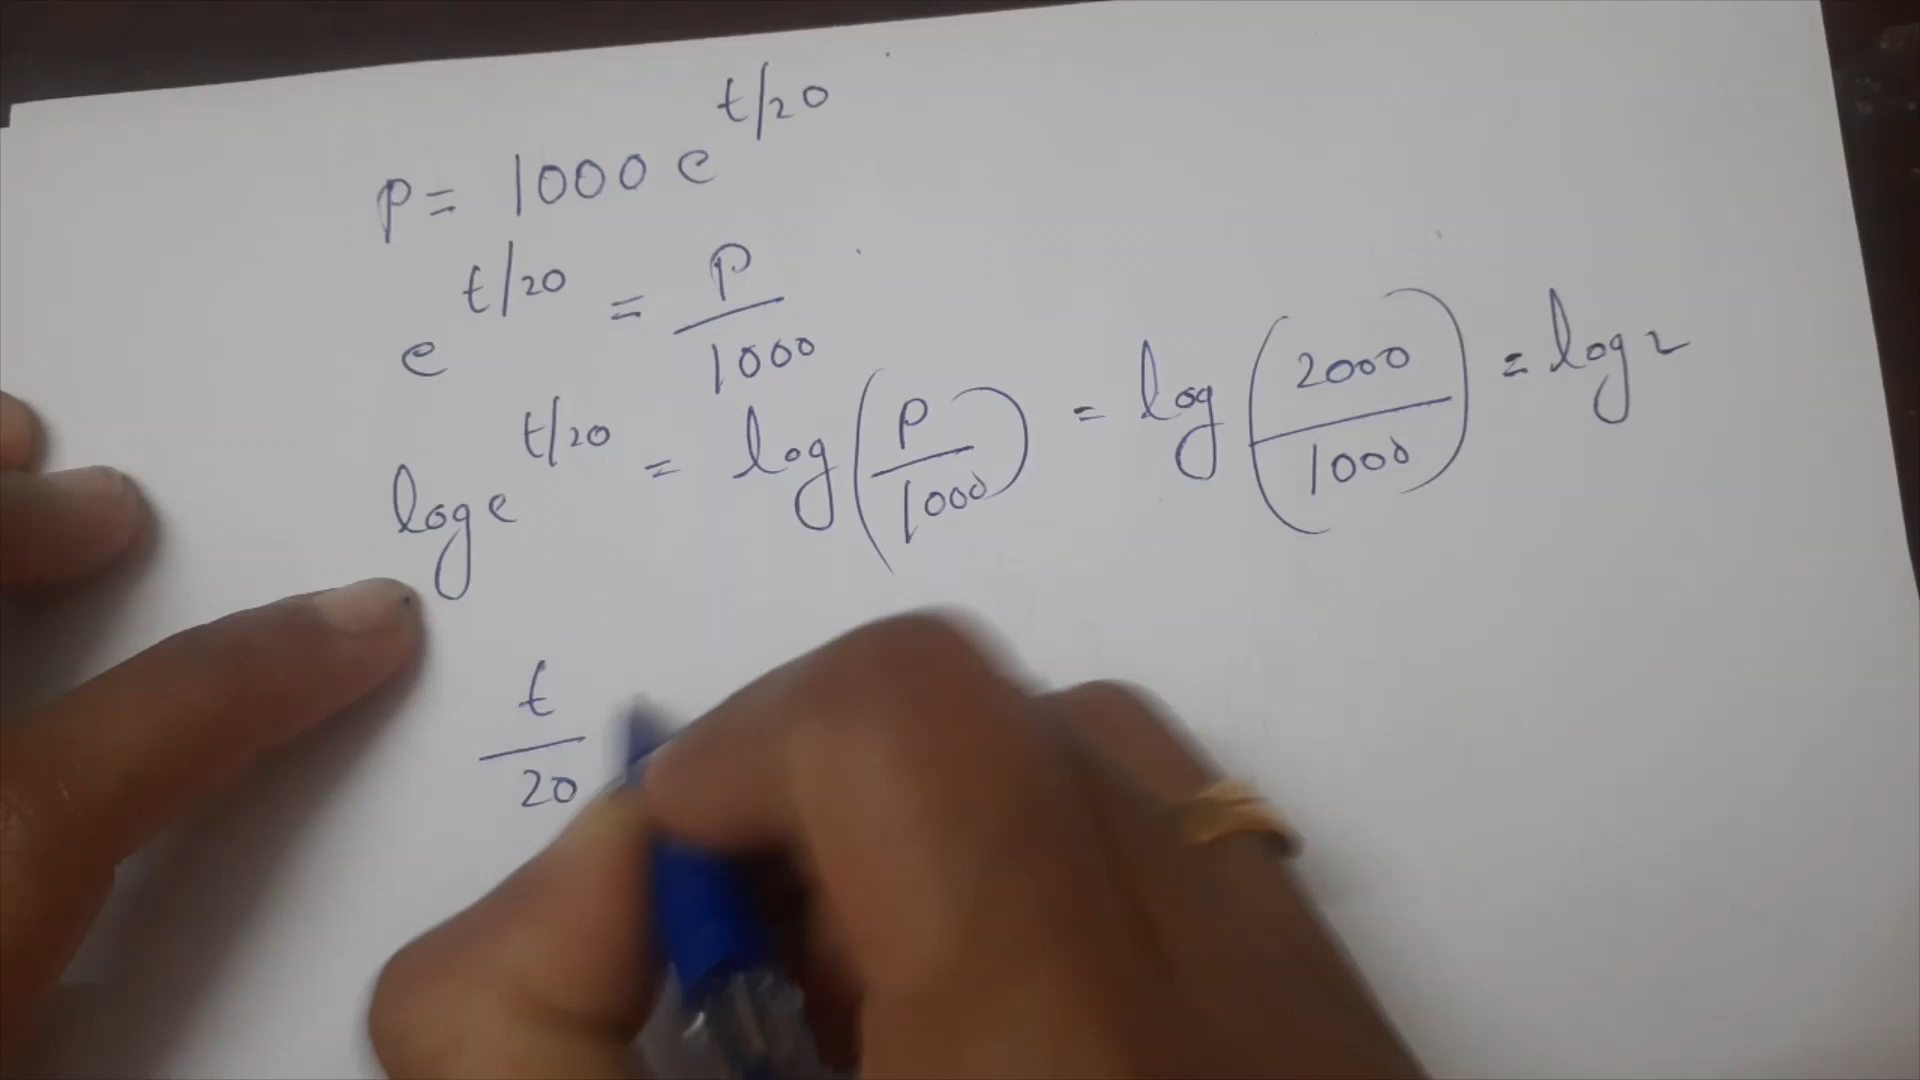 P = 1000 e^{t/20}
e^{t/20} = P/1000
log e^{t/20} = log (P/1000) = log (2000/1000) = log 2
t/20